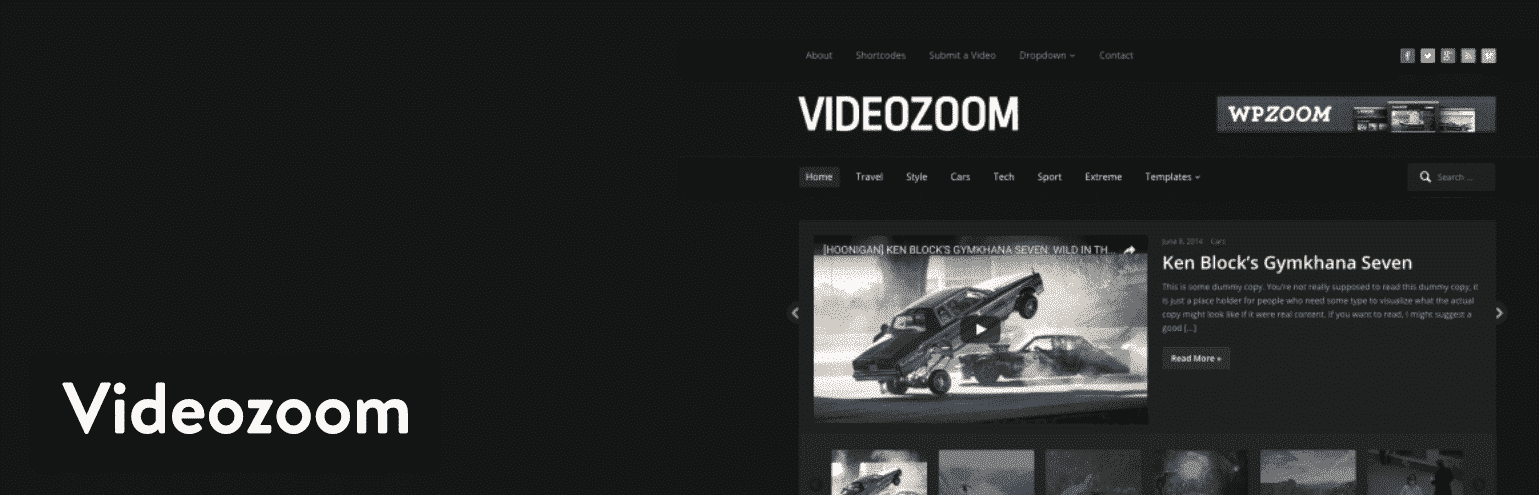 About Shortcodes Submit a Video Dropdown Contact
VIDEOZOOM
WPZOOM
Home Travel Style Cars Tech Sport Extreme Templates
Search ...
[HOONIGAN] KEN BLOCK'S GYMKHANA SEVEN: WILD IN TH...
June 8, 2014 Cars
Ken Block's Gymkhana Seven
This is some dummy copy. You're not really supposed to read this dummy copy, it
is just a place holder for people who need some type to visualize what the actual
copy might look like if it were real content. If you want to read, I might suggest a
good [...]
Read More »
Videozoom